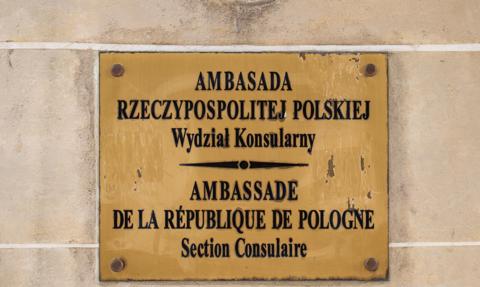 AMBASADA
RZECZYPOSPOLITEJ POLSKIEJ
Wydział Konsularny
AMBASSADE
DE LA RÉPUBLIQUE DE POLOGNE
Section Consulaire